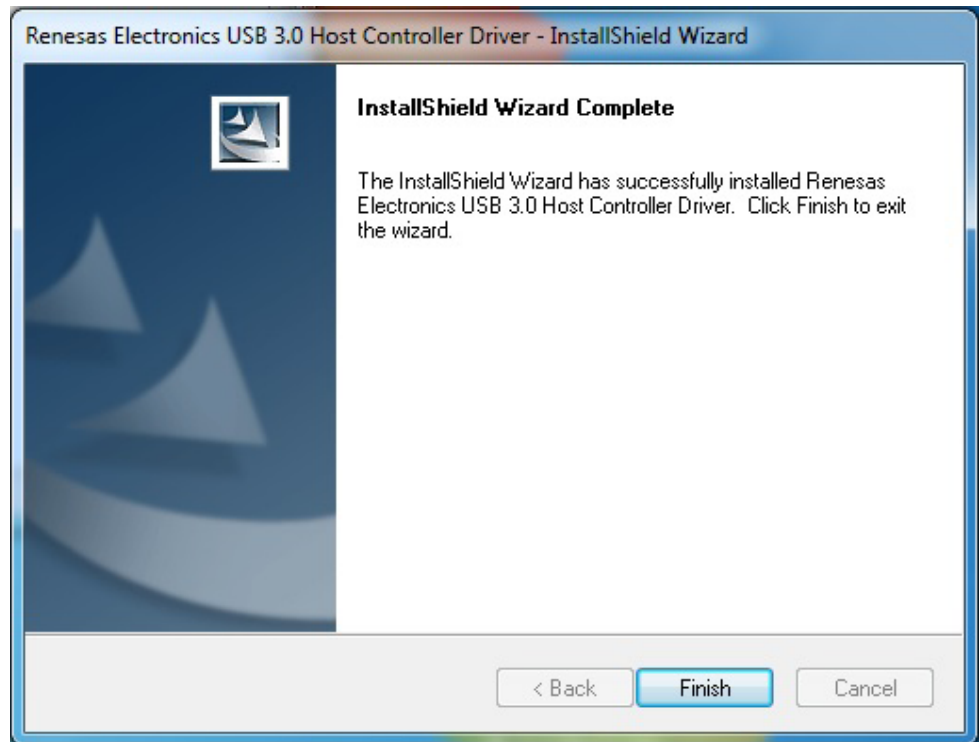 Renesas Electronics USB 3.0 Host Controller Driver - InstallShield Wizard
InstallShield Wizard Complete
The InstallShield Wizard has successfully installed Renesas
Electronics USB 3.0 Host Controller Driver.  Click Finish to exit
the wizard.
< Back
Finish
Cancel